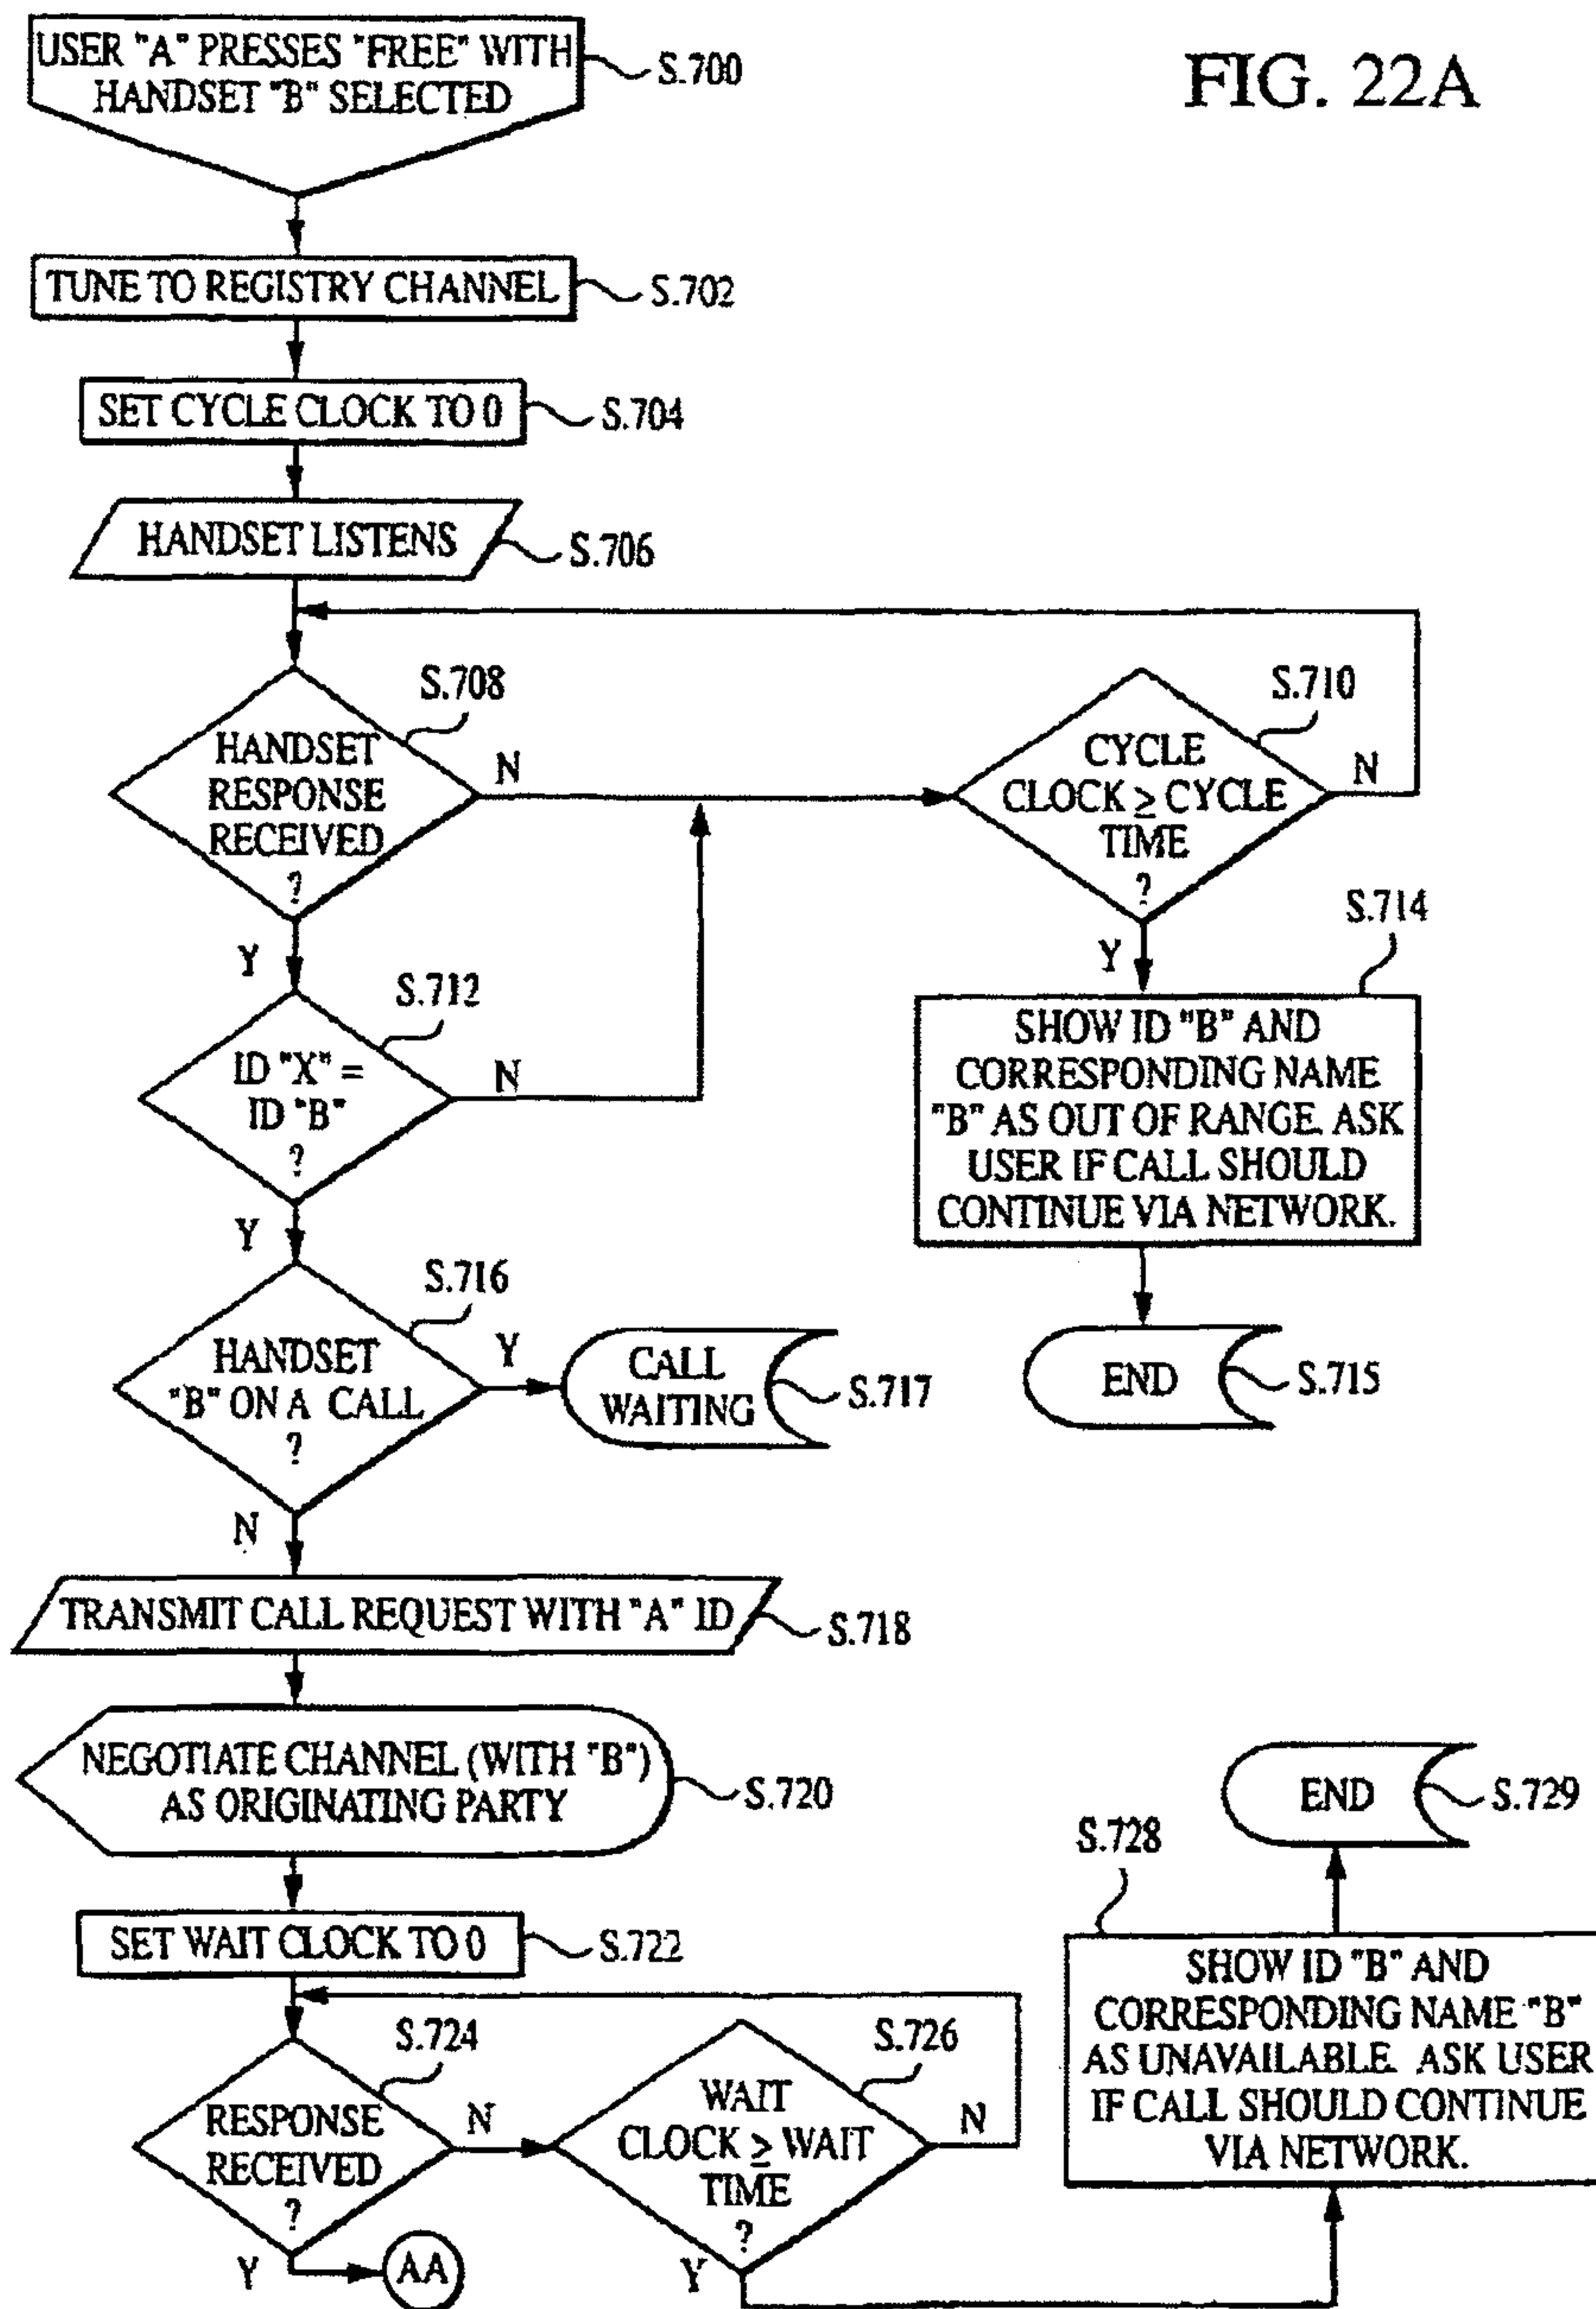 FIG. 22A
USER "A" PRESSES "FREE" WITH
HANDSET "B" SELECTED
S.700
TUNE TO REGISTRY CHANNEL
S.702
SET CYCLE CLOCK TO 0
S.704
HANDSET LISTENS
S.706
S.708
HANDSET
RESPONSE
RECEIVED
?
N
Y
S.710
CYCLE
CLOCK ≥ CYCLE
TIME
?
N
Y
S.712
ID "X" =
ID "B"
?
N
Y
S.714
SHOW ID "B" AND
CORRESPONDING NAME
"B" AS OUT OF RANGE. ASK
USER IF CALL SHOULD
CONTINUE VIA NETWORK.
END
S.715
S.716
HANDSET
"B" ON A CALL
?
Y
N
CALL
WAITING
S.717
TRANSMIT CALL REQUEST WITH "A" ID
S.718
NEGOTIATE CHANNEL (WITH "B")
AS ORIGINATING PARTY
S.720
SET WAIT CLOCK TO 0
S.722
S.724
RESPONSE
RECEIVED
?
N
Y
AA
S.726
WAIT
CLOCK ≥ WAIT
TIME
?
N
Y
S.728
SHOW ID "B" AND
CORRESPONDING NAME "B"
AS UNAVAILABLE. ASK USER
IF CALL SHOULD CONTINUE
VIA NETWORK.
END
S.729